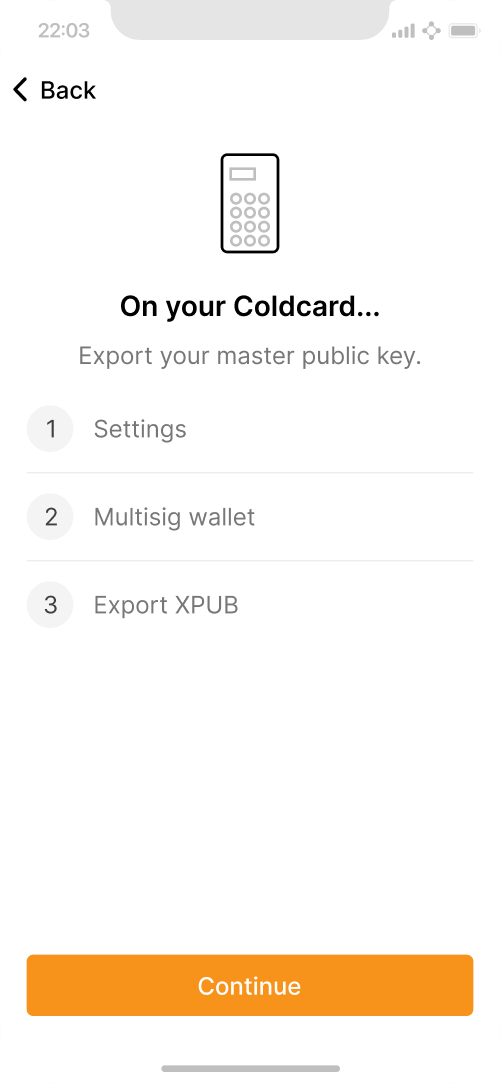 22:03
Back
On your Coldcard...
Export your master public key.
1 Settings
2 Multisig wallet
3 Export XPUB
Continue